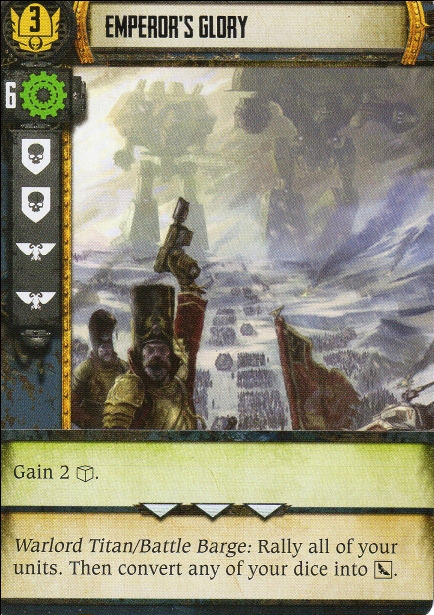 3
EMPEROR'S GLORY
6
Gain 2 .
Warlord Titan/Battle Barge: Rally all of your
units. Then convert any of your dice into .